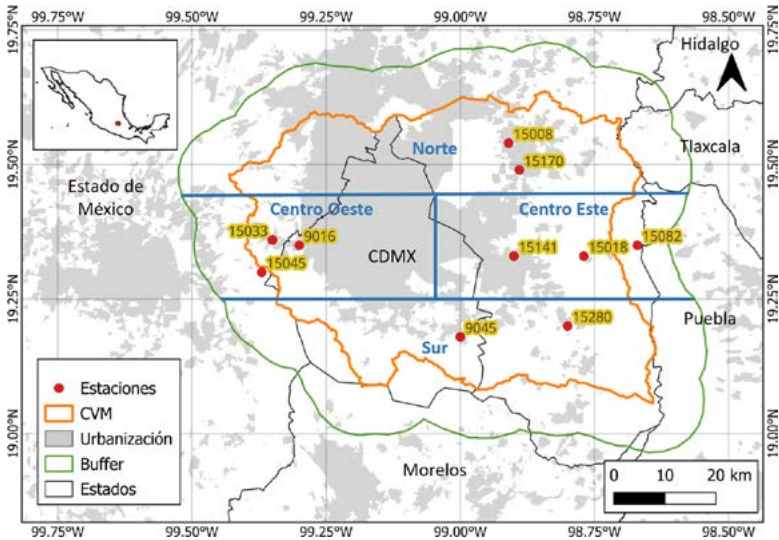 99.75°W 99.50°W 99.25°W 99.00°W 98.75°W 98.50°W
19.75°N
19.75°N
Hidalgo
15008
Norte
Tlaxcala
19.50°N
19.50°N
15170
Estado de
México
Centro Oeste
Centro Este
15033
9016
15082
CDMX
15141
15018
15045
19.25°N
19.25°N
15280
Puebla
9045
Sur
Estaciones
CVM
Urbanización
Buffer
Estados
19.00°N
19.00°N
Morelos
0 10 20 km
99.75°W 99.50°W 99.25°W 99.00°W 98.75°W 98.50°W